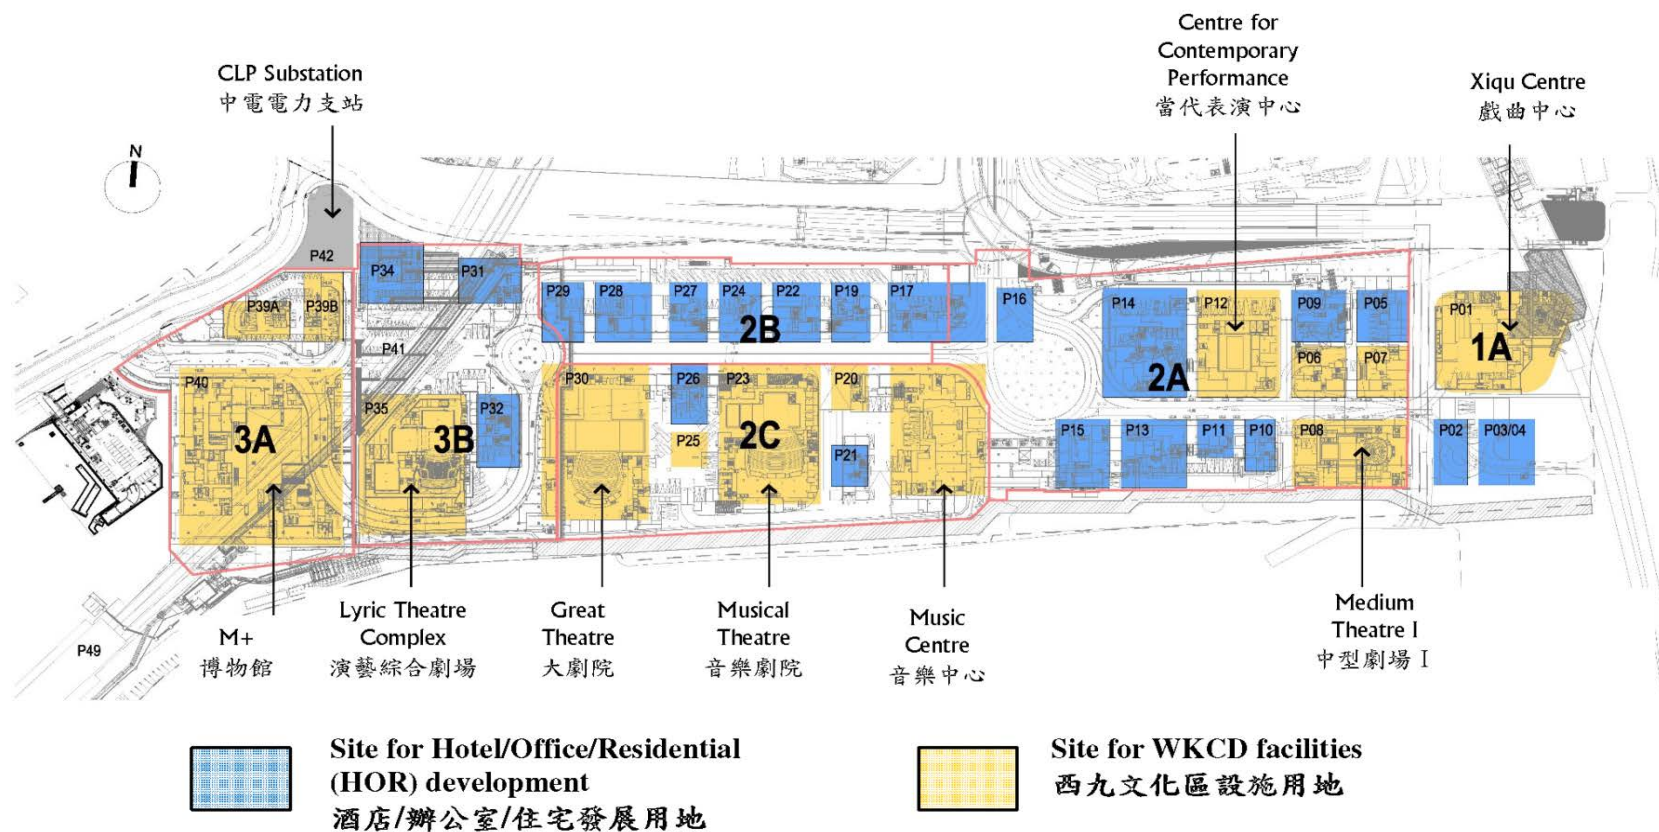 Centre for
Contemporary
Performance
當代表演中心
CLP Substation
中電電力支站
Xiqu Centre
戲曲中心
N
P42
P34
P31
P39A
P39B
P29
P28
P27
P24
P22
P19
P17
P16
P14
P12
P09
P05
P01
2B
1A
P41
P06
P07
2A
P40
P30
P26
P23
P20
P35
P32
3A
3B
P25
2C
P21
P15
P13
P11
P10
P08
P02
P03/04
P49
M+
博物館
Lyric Theatre
Complex
演藝綜合劇場
Great
Theatre
大劇院
Musical
Theatre
音樂劇院
Music
Centre
音樂中心
Medium
Theatre I
中型劇場 I
Site for Hotel/Office/Residential
(HOR) development
酒店/辦公室/住宅發展用地
Site for WKCD facilities
西九文化區設施用地